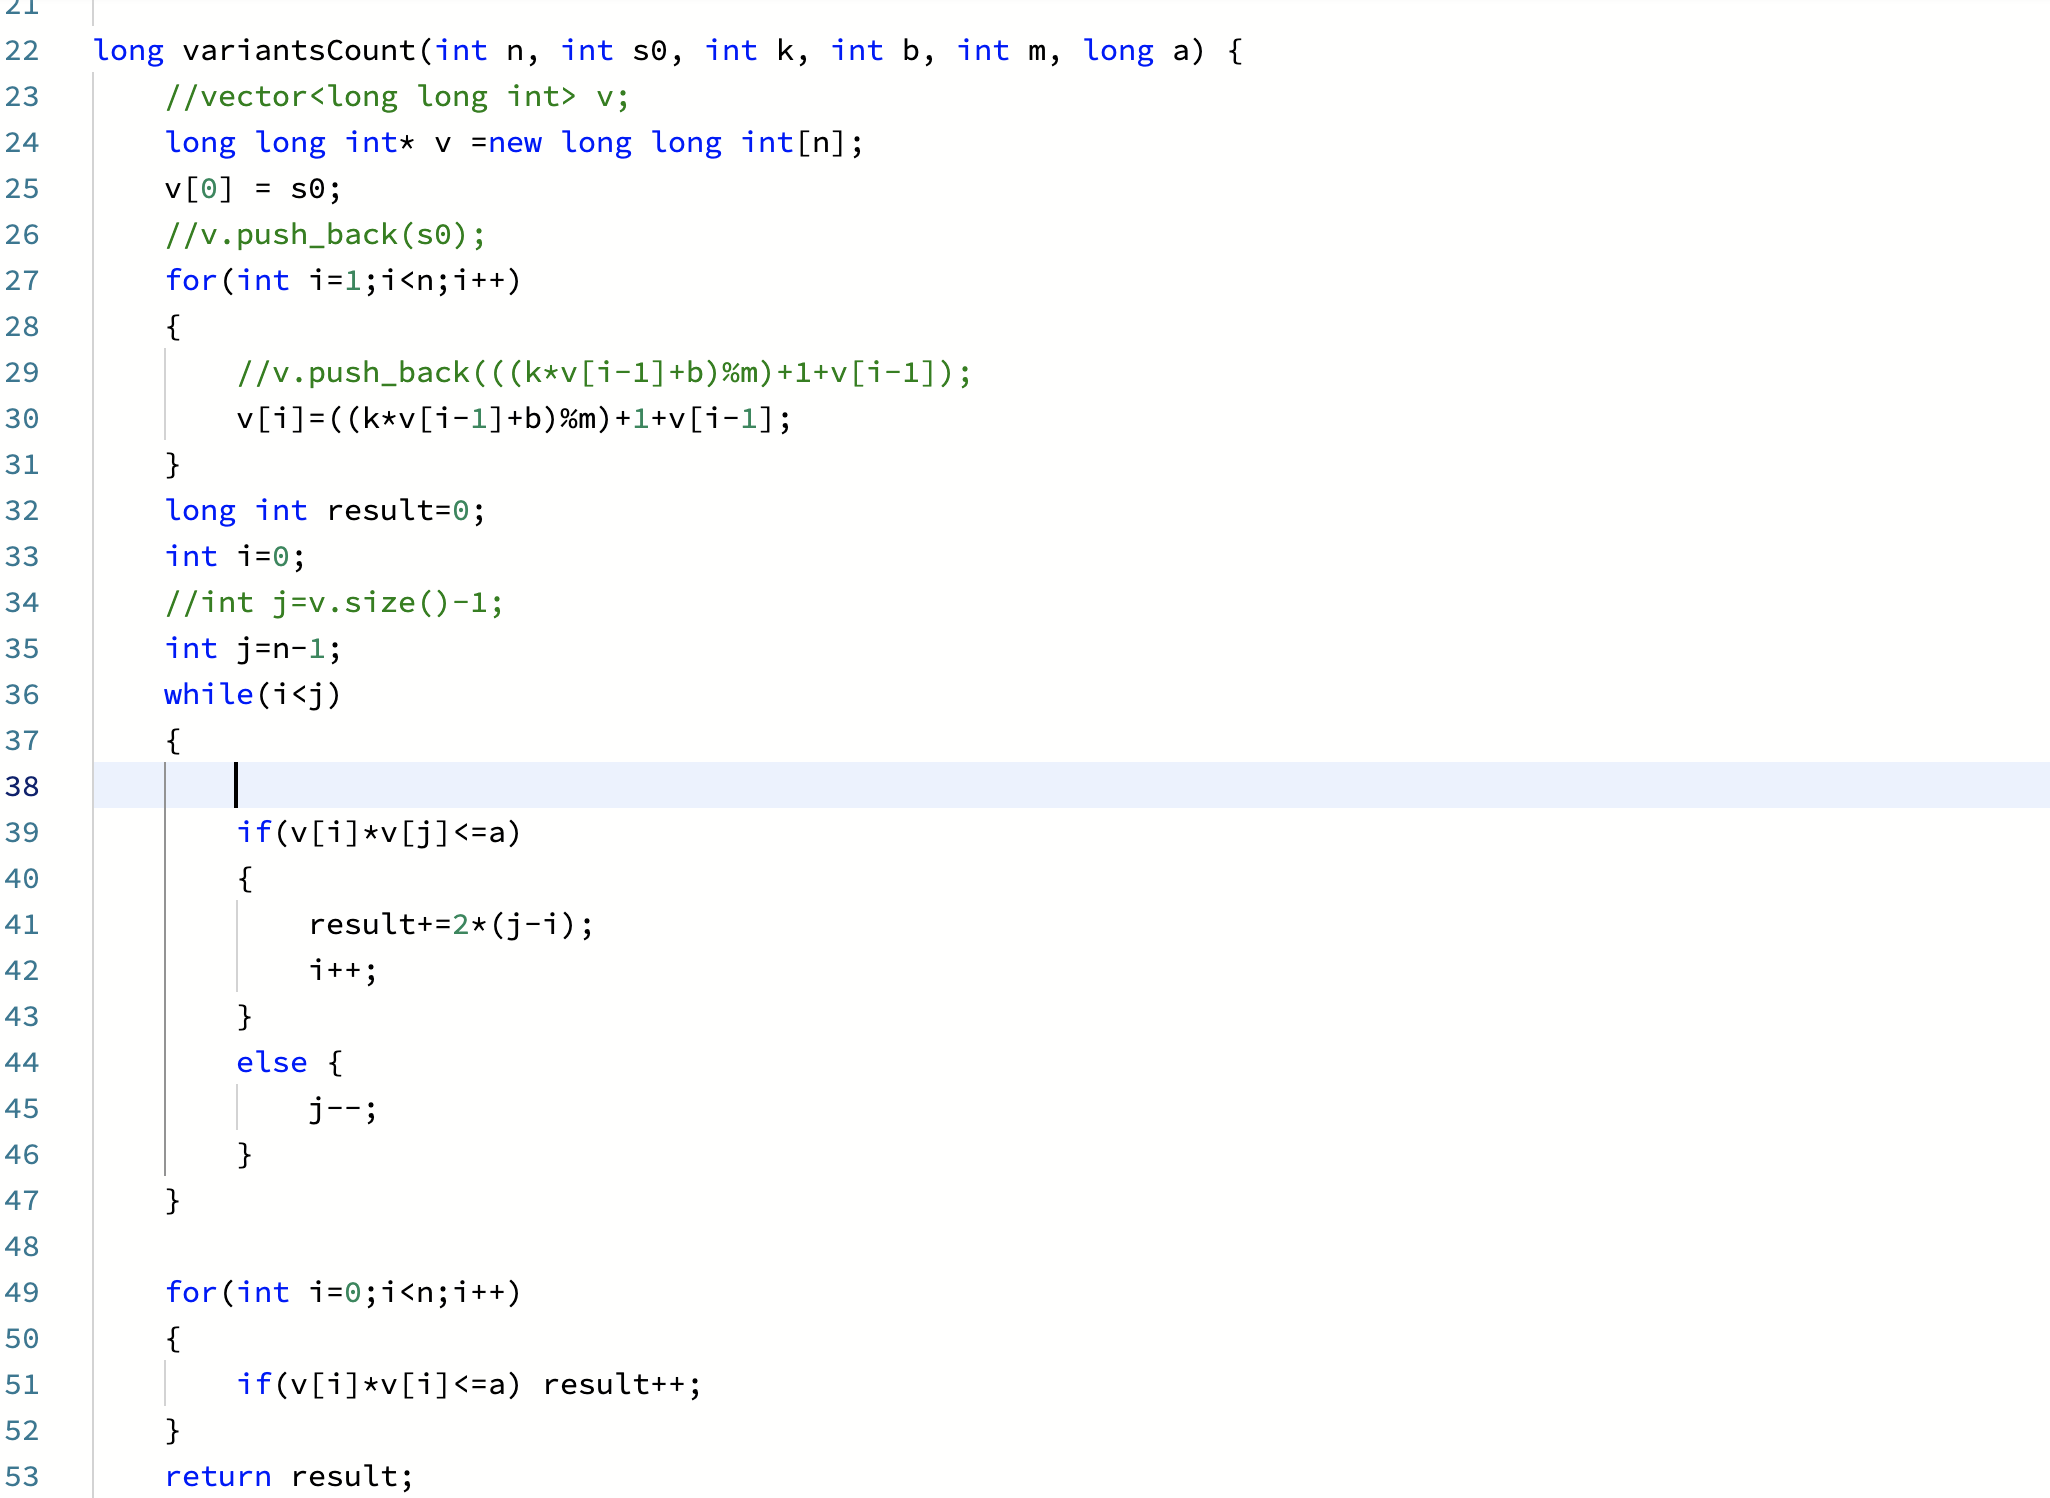 21
22 long variantsCount(int n, int s0, int k, int b, int m, long a) {
23 //vector<long long int> v;
24 long long int* v =new long long int[n];
25 v[0] = s0;
26 //v.push_back(s0);
27 for(int i=1;i<n;i++)
28 {
29 //v.push_back(((k*v[i-1]+b)%m)+1+v[i-1]);
30 v[i]=((k*v[i-1]+b)%m)+1+v[i-1];
31 }
32 long int result=0;
33 int i=0;
34 //int j=v.size()-1;
35 int j=n-1;
36 while(i<j)
37 {
38
39 if(v[i]*v[j]<=a)
40 {
41 result+=2*(j-i);
42 i++;
43 }
44 else {
45 j--;
46 }
47 }
48
49 for(int i=0;i<n;i++)
50 {
51 if(v[i]*v[i]<=a) result++;
52 }
53 return result;